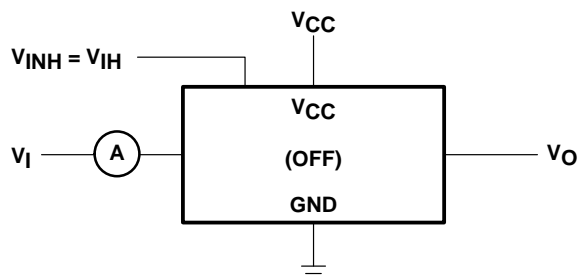 VCC
VINH = VIH
VCC
VI
A
(OFF)
VO
GND